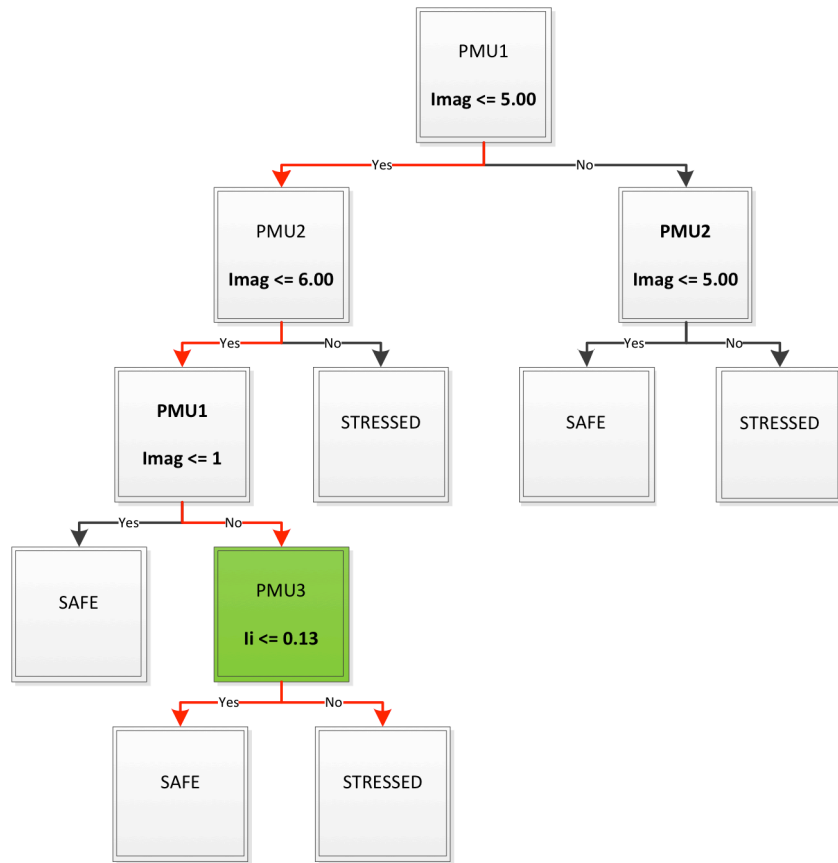 PMU1
Imag <= 5.00
Yes
No
PMU2
Imag <= 6.00
PMU2
Imag <= 5.00
Yes
No
Yes
No
PMU1
Imag <= 1
STRESSED
SAFE
STRESSED
Yes
No
SAFE
PMU3
Ii <= 0.13
Yes
No
SAFE
STRESSED